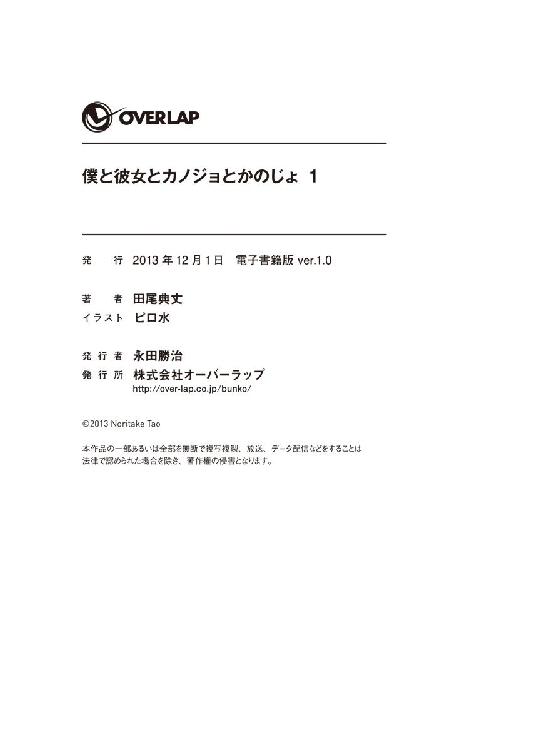 OVERLAP
僕と彼女とカノジョとかのじょ 1
発　行 2013年12月1日　電子書籍版 ver.1.0
著　者 田尾典丈
イラスト ピロ水
発行者 永田勝治
発行所 株式会社オーバーラップ
http://over-lap.co.jp/bunko/
©2013 Noritake Tao
本作品の一部あるいは全部を無断で複写複製、放送、データ配信などをすることは
法律で認められた場合を除き、著作権の侵害となります。